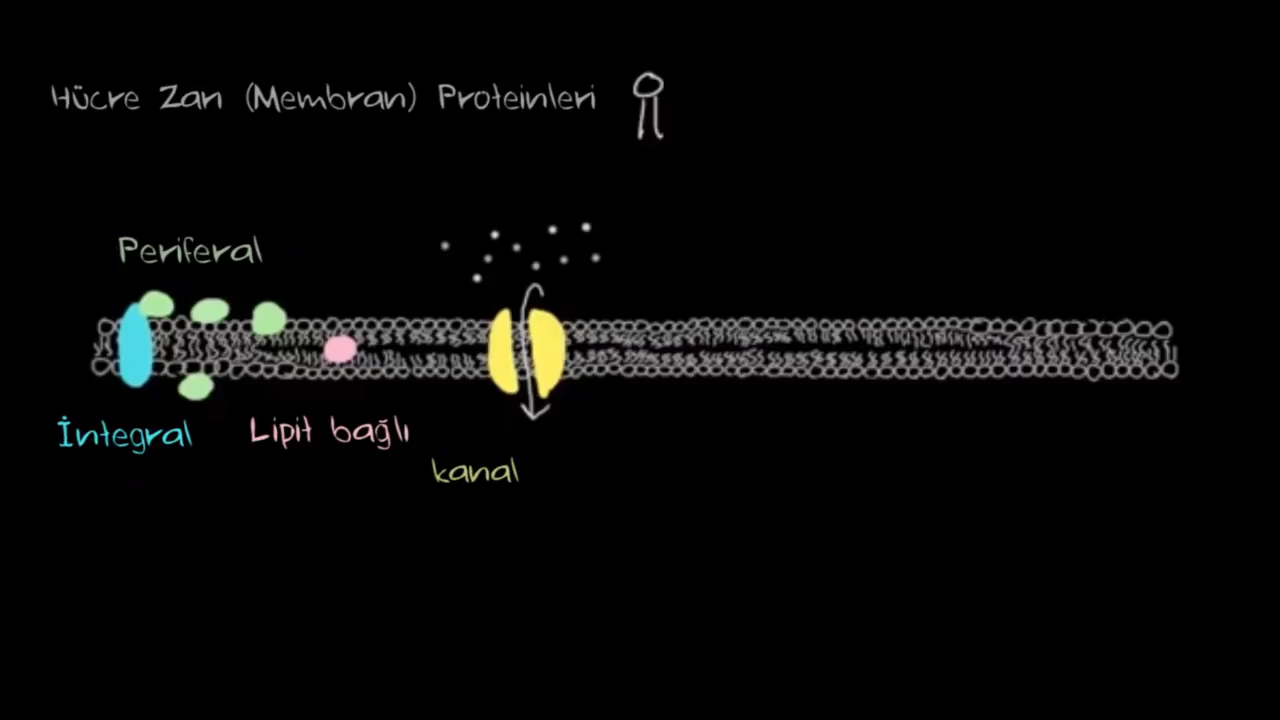 Hücre Zarı (Membran) Proteinleri
Periferal
İntegral
Lipit bağlı
kanal